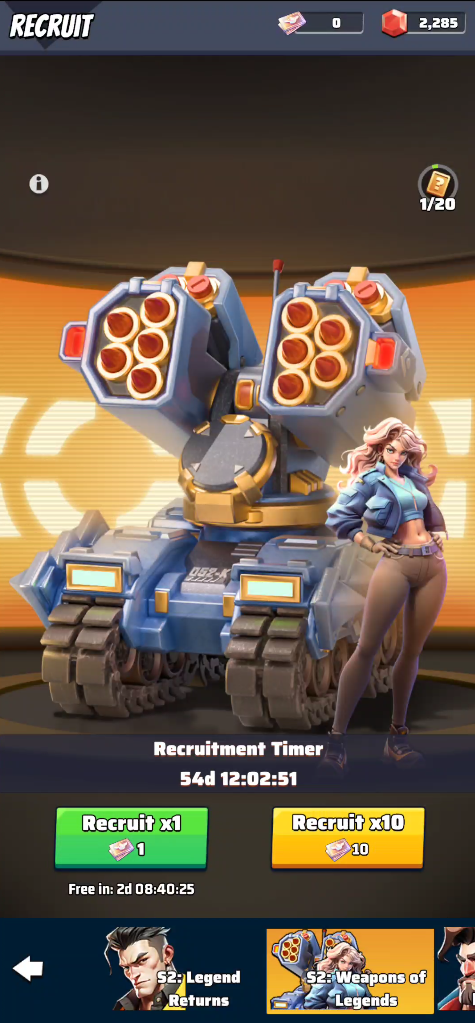 RECRUIT
0
2,285
i
?
1/20
Recruitment Timer
54d 12:02:51
Recruit x1
1
Recruit x10
10
Free in: 2d 08:40:25
S2: Legend
Returns
S2: Weapons of
Legends